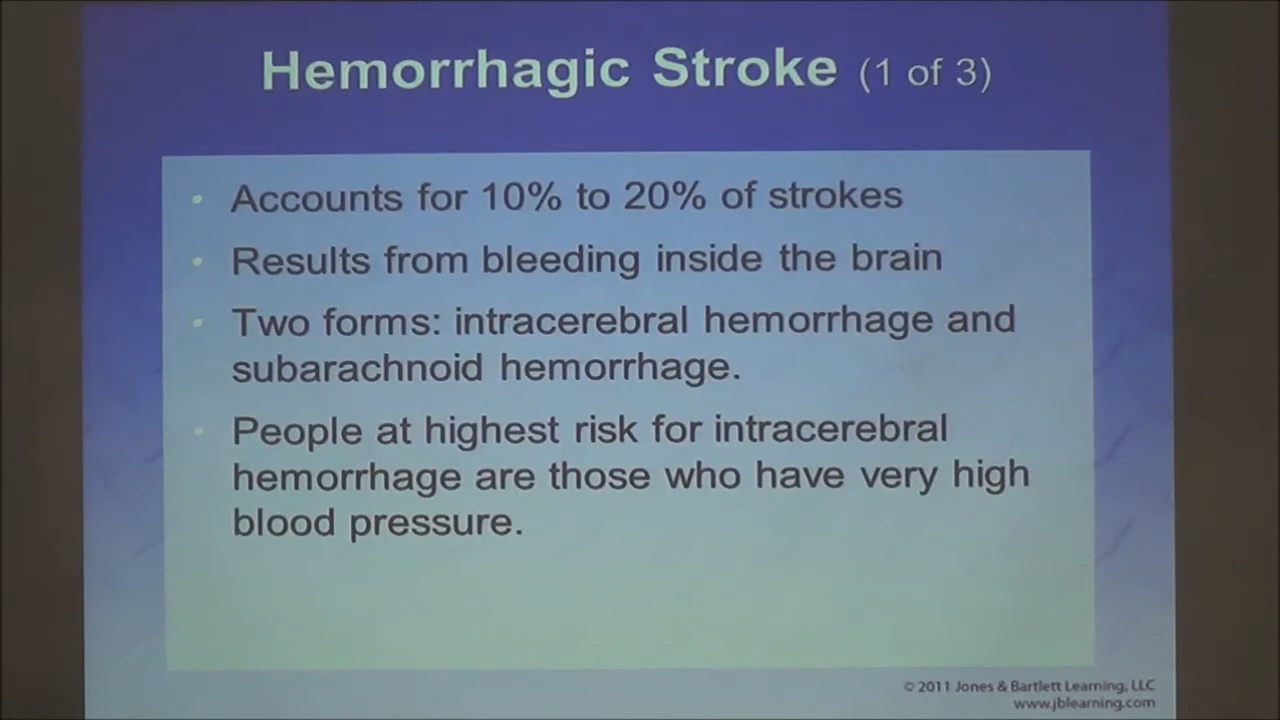 Hemorrhagic Stroke (1 of 3)
• Accounts for 10% to 20% of strokes
• Results from bleeding inside the brain
• Two forms: intracerebral hemorrhage and
subarachnoid hemorrhage.
• People at highest risk for intracerebral
hemorrhage are those who have very high
blood pressure.
© 2011 Jones & Bartlett Learning, LLC
www.jblearning.com